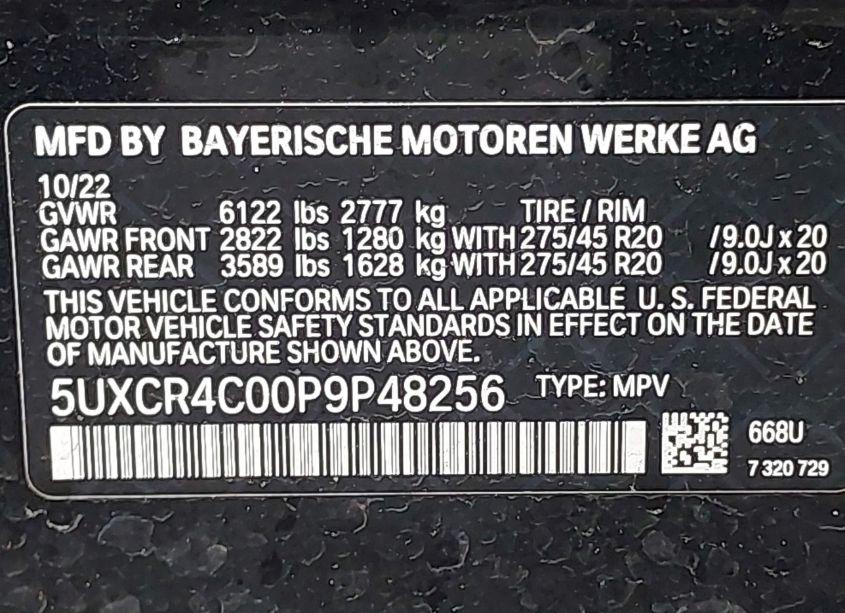 MFD BY BAYERISCHE MOTOREN WERKE AG
10/22
GVWR 6122 lbs 2777 kg TIRE / RIM
GAWR FRONT 2822 lbs 1280 kg WITH 275/45 R20 /9.0J x 20
GAWR REAR 3589 lbs 1628 kg WITH 275/45 R20 /9.0J x 20
THIS VEHICLE CONFORMS TO ALL APPLICABLE U. S. FEDERAL
MOTOR VEHICLE SAFETY STANDARDS IN EFFECT ON THE DATE
OF MANUFACTURE SHOWN ABOVE.
5UXCR4C00P9P48256 TYPE: MPV
668U
7 320 729